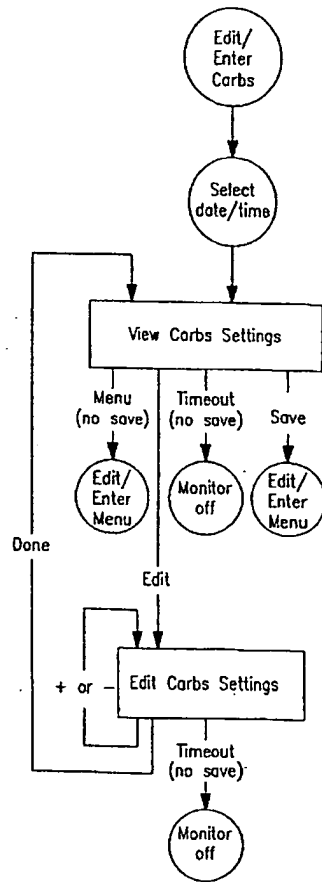 Edit/
Enter
Carbs
Select
date/time
View Carbs Settings
Menu
(no save)
Timeout
(no save)
Save
Edit/
Enter
Menu
Monitor
off
Edit/
Enter
Menu
Done
Edit
+ or -
Edit Carbs Settings
Timeout
(no save)
Monitor
off